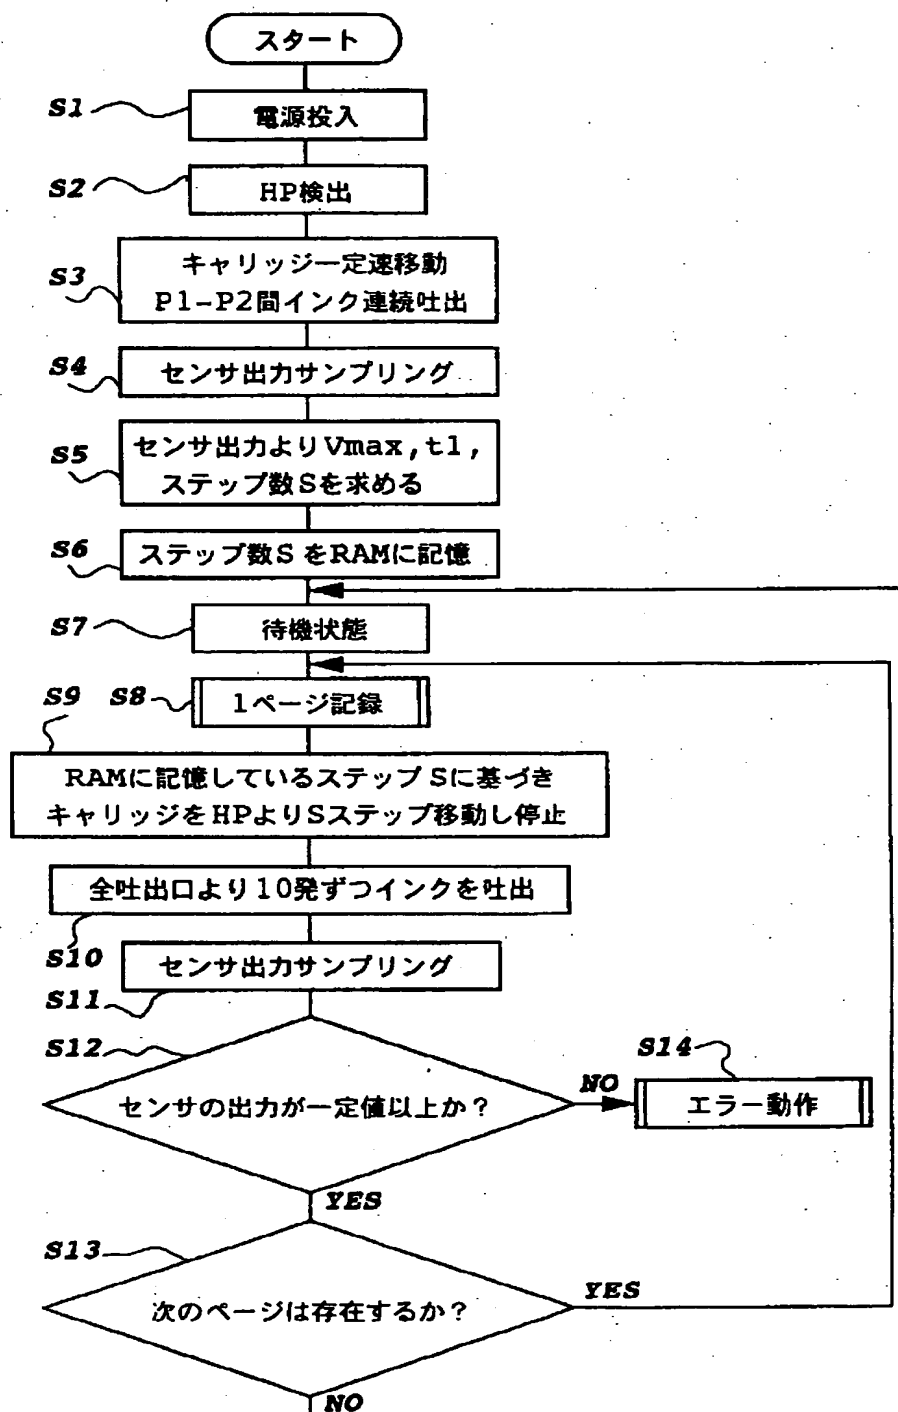 スタート
S1
電源投入
S2
HP検出
S3
キャリッジ一定速移動
P1-P2間インク連続吐出
S4
センサ出力サンプリング
S5
センサ出力よりVmax,t1,
ステップ数Sを求める
S6
ステップ数SをRAMに記憶
S7
待機状態
S9 S8
1ページ記録
RAMに記憶しているステップSに基づき
キャリッジをHPよりSステップ移動し停止
全吐出口より10発ずつインクを吐出
S10
センサ出力サンプリング
S11
S12
S14
センサの出力が一定値以上か?
NO
エラー動作
YES
S13
次のページは存在するか?
YES
NO